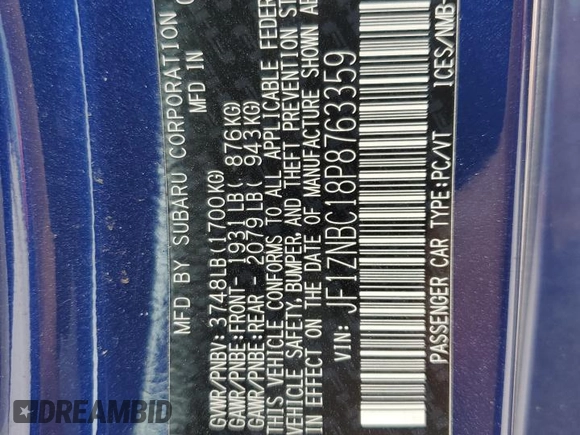 MFD BY SUBARU CORPORATION
MFD IN
GVWR/PNBV: 3748LB(1700KG)
GAWR/PNBE:FRONT- 1931LB( 876KG)
GAWR/PNBE:REAR - 2079LB( 943KG)
THIS VEHICLE CONFORMS TO ALL APPLICABLE FEDER
VEHICLE SAFETY, BUMPER, AND THEFT PREVENTION ST
IN EFFECT ON THE DATE OF MANUFACTURE SHOWN AB
VIN: JF1ZNBC18P8763359
PASSENGER CAR TYPE:PC/VT ICES/NMB-
DREAMBID